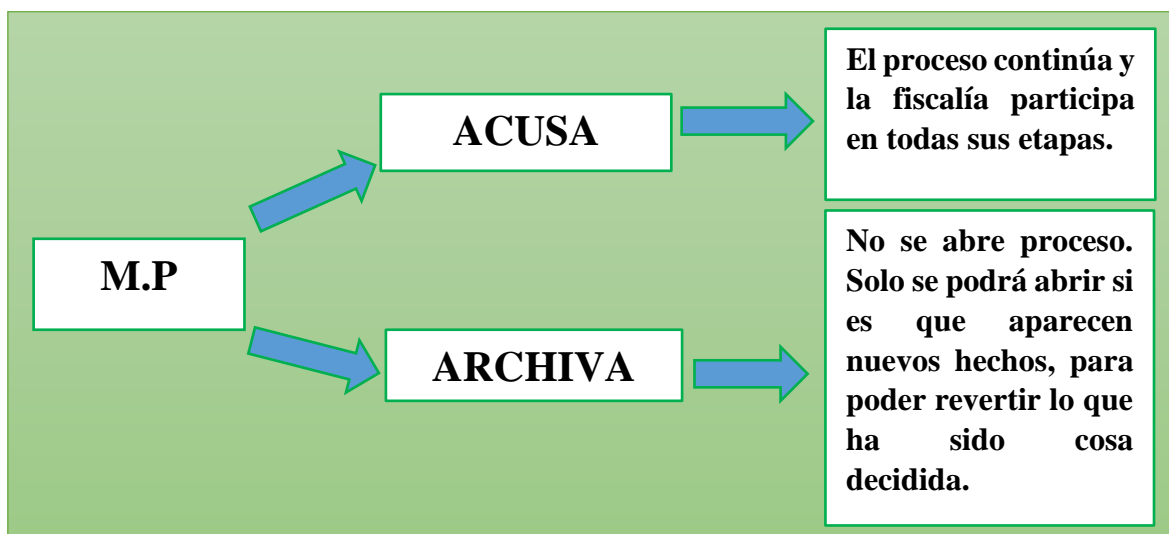 El proceso continúa y
la fiscalía participa
en todas sus etapas.
ACUSA
M.P
No se abre proceso.
Solo se podrá abrir si
es que aparecen
nuevos hechos, para
poder revertir lo que
ha sido cosa
decidida.
ARCHIVA